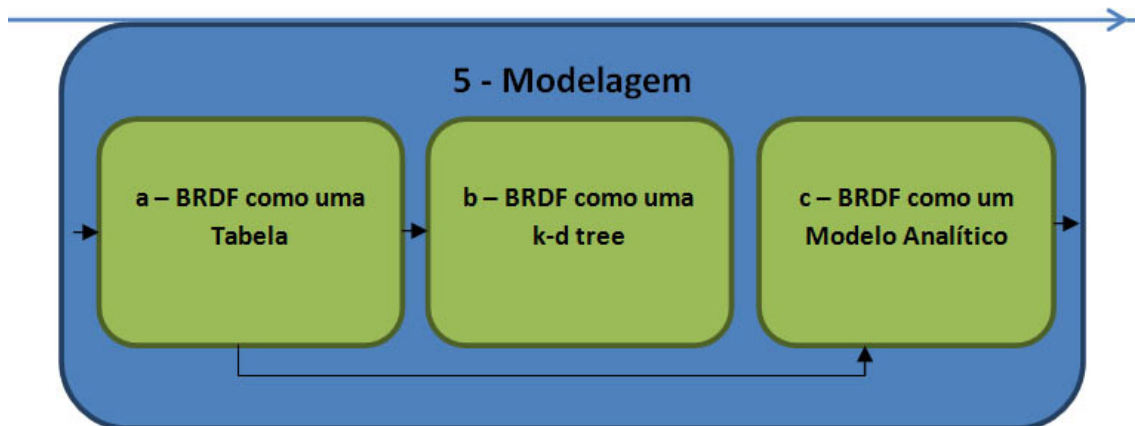 5 - Modelagem
a – BRDF como uma
Tabela
b – BRDF como uma
k-d tree
c – BRDF como um
Modelo Analítico